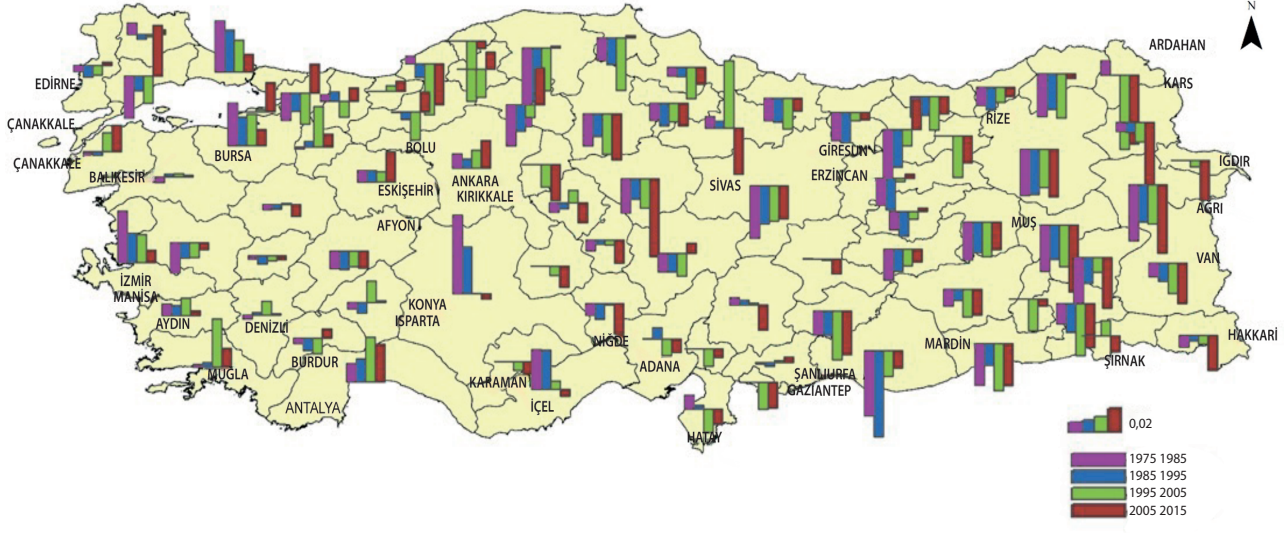 N
ARDAHAN
EDİRNE
KARS
ÇANAKKALE
RİZE
BOLU
GİRESUN
BURSA
ÇANAKKALE
IGDIR
BALIKESİR
ERZİNCAN
ANKARA
SİVAS
ESKİŞEHİR
KIRIKKALE
AĞRI
AFYON
MUŞ
VAN
İZMİR
MANİSA
KONYA
ISPARTA
AYDIN
DENİZLİ
HAKKARİ
NİĞDE
MARDİN
BURDUR
ŞIRNAK
ADANA
MUĞLA
ŞANLIURFA
KARAMAN
GAZİANTEP
ANTALYA
İÇEL
HATAY
0,02
1975 1985
1985 1995
1995 2005
2005 2015